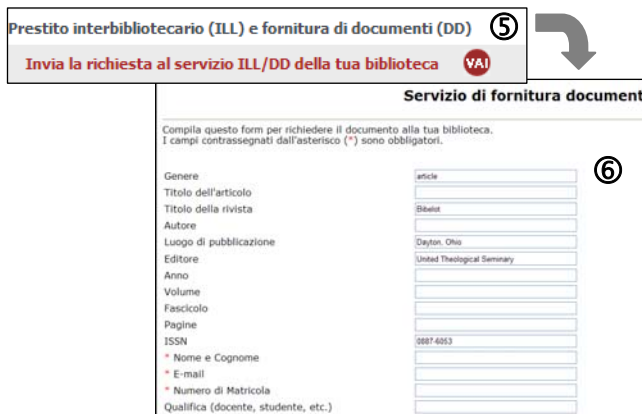 Prestito interbibliotecario (ILL) e fornitura di documenti (DD) ⑤
Invia la richiesta al servizio ILL/DD della tua biblioteca VAI
Servizio di fornitura document
Compila questo form per richiedere il documento alla tua biblioteca.
I campi contrassegnati dall'asterisco (*) sono obbligatori.
⑥
Genere article
Titolo dell'articolo
Titolo della rivista Bibelot
Autore
Luogo di pubblicazione Dayton, Ohio
Editore United Theological Seminary
Anno
Volume
Fascicolo
Pagine
ISSN 0887-6053
* Nome e Cognome
* E-mail
* Numero di Matricola
Qualifica (docente, studente, etc.)